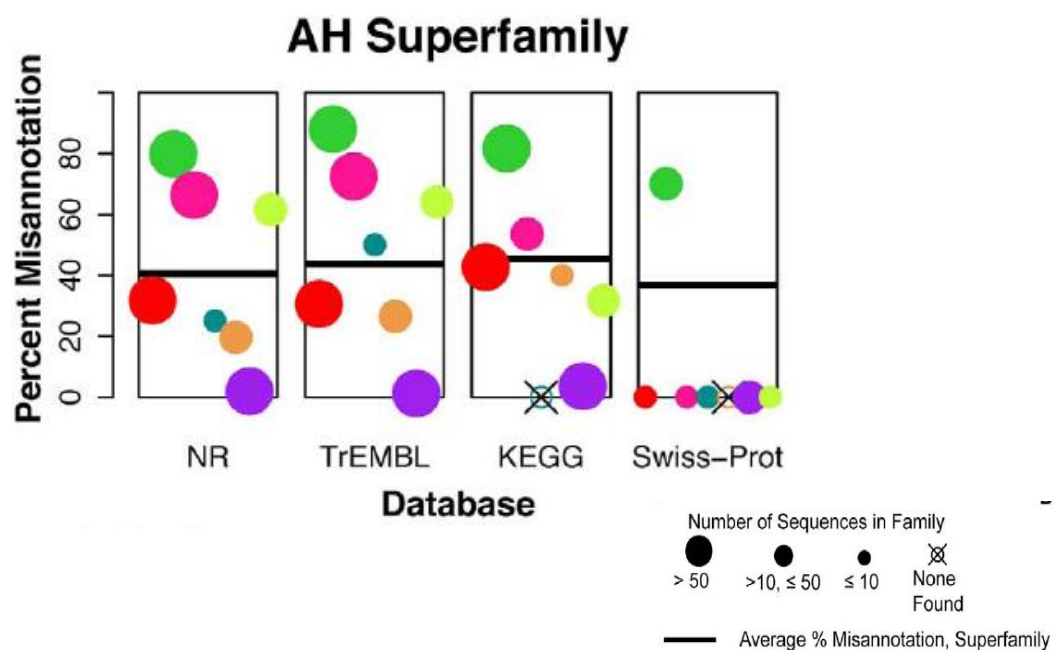 AH Superfamily
Percent Misannotation
80
60
40
20
0
NR TrEMBL KEGG Swiss–Prot
Database
Number of Sequences in Family
> 50 >10, ≤ 50 ≤ 10 None
Found
Average % Misannotation, Superfamily